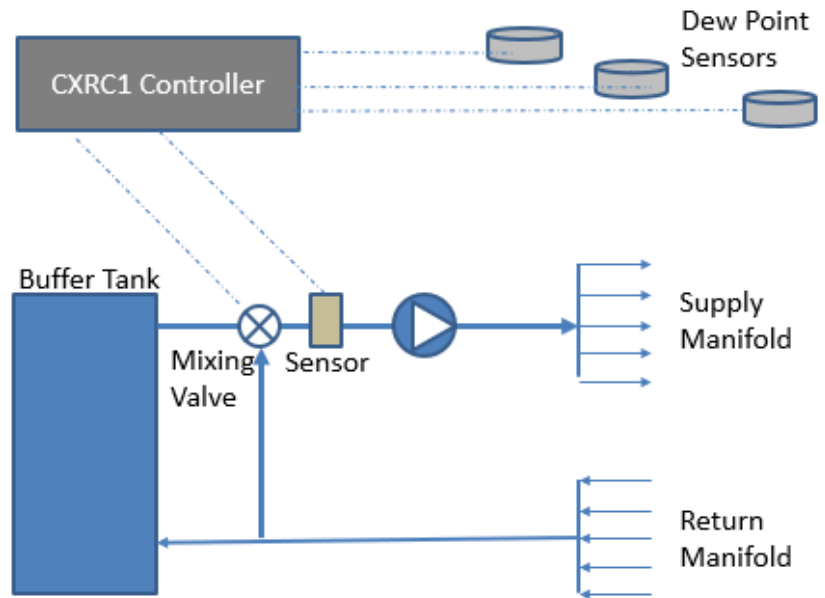 Dew Point
Sensors
CXRC1 Controller
Buffer Tank
Mixing
Valve
Sensor
Supply
Manifold
Return
Manifold